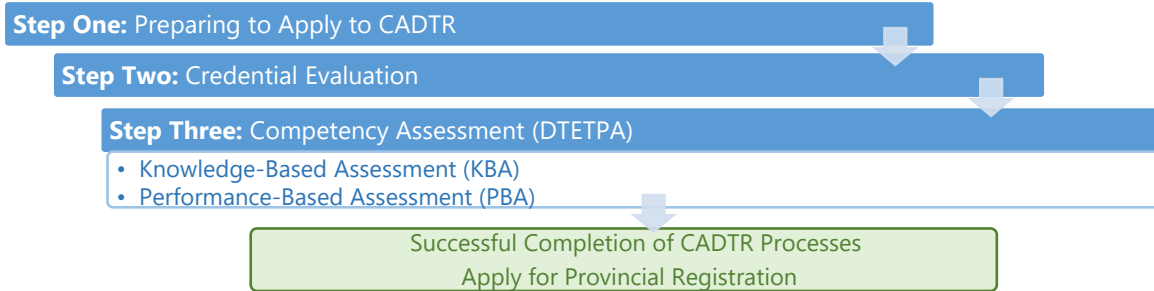 Step One: Preparing to Apply to CADTR
Step Two: Credential Evaluation
Step Three: Competency Assessment (DTETPA)
• Knowledge-Based Assessment (KBA)
• Performance-Based Assessment (PBA)
Successful Completion of CADTR Processes
Apply for Provincial Registration